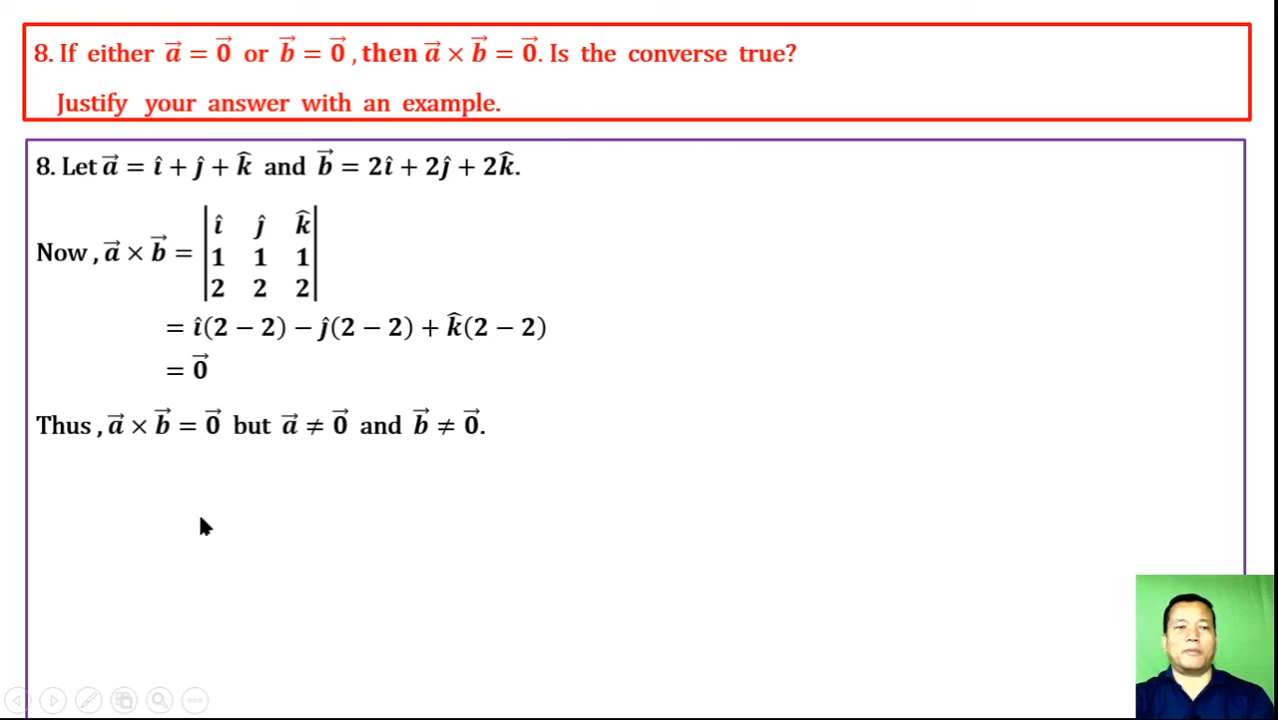 8. If either a⃗ = 0⃗ or b⃗ = 0⃗ , then a⃗ × b⃗ = 0⃗. Is the converse true?
Justify your answer with an example.
8. Let a⃗ = î + ĵ + k̂ and b⃗ = 2î + 2ĵ + 2k̂.
Now , a⃗ × b⃗ = | î ĵ k̂ |
| 1 1 1 |
| 2 2 2 |
= î(2 − 2) − ĵ(2 − 2) + k̂(2 − 2)
= 0⃗
Thus , a⃗ × b⃗ = 0⃗ but a⃗ ≠ 0⃗ and b⃗ ≠ 0⃗.